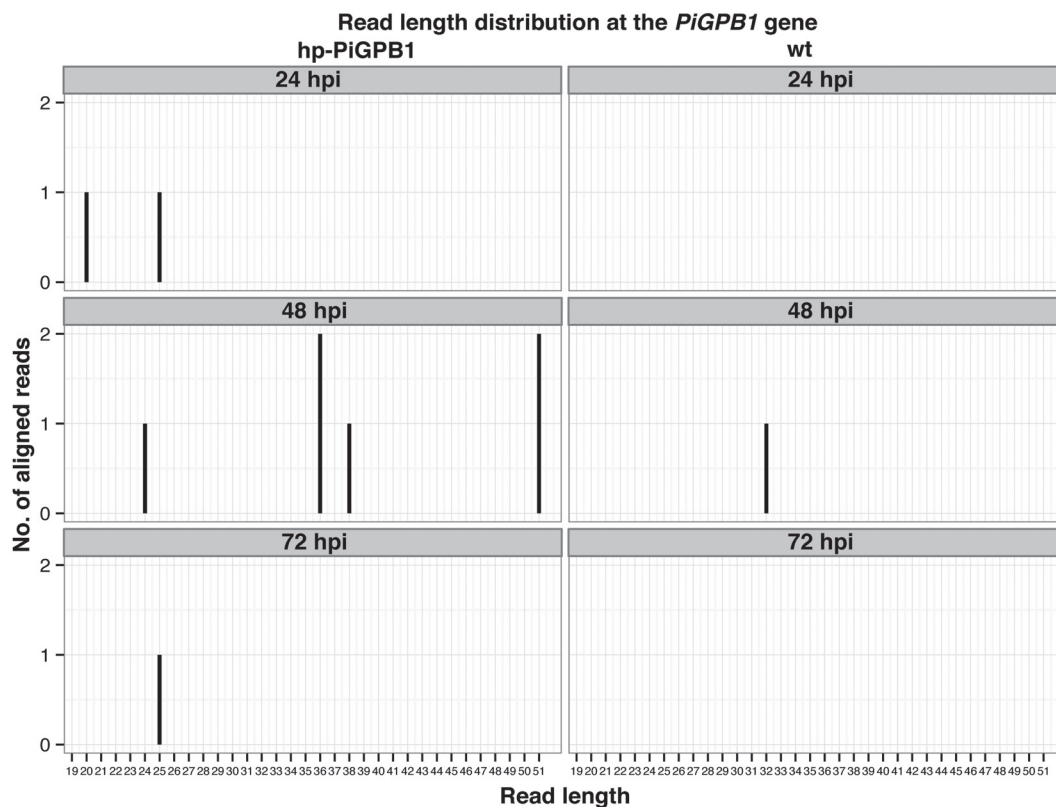 Read length distribution at the PiGPB1 gene
hp-PiGPB1 wt
24 hpi 24 hpi
2
1
0
48 hpi 48 hpi
2
1
0
72 hpi 72 hpi
2
1
0
No. of aligned reads
19 20 21 22 23 24 25 26 27 28 29 30 31 32 33 34 35 36 37 38 39 40 41 42 43 44 45 46 47 48 49 50 51 19 20 21 22 23 24 25 26 27 28 29 30 31 32 33 34 35 36 37 38 39 40 41 42 43 44 45 46 47 48 49 50 51
Read length